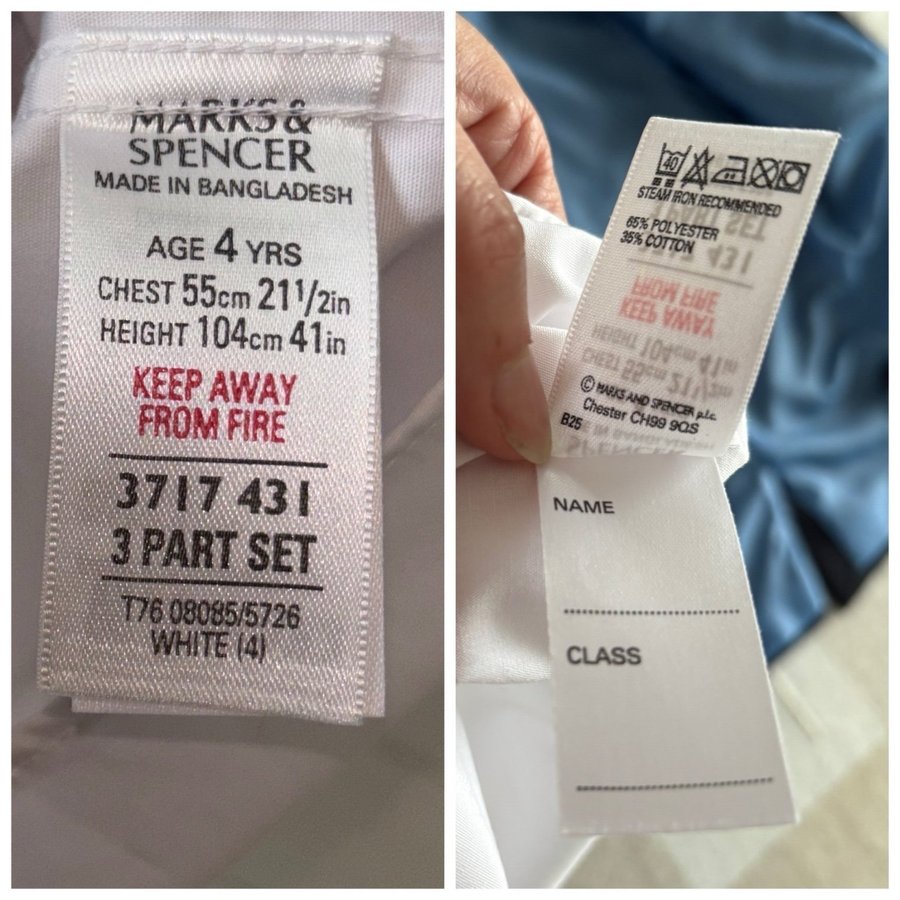 MARKS &
SPENCER
MADE IN BANGLADESH
AGE 4 YRS
CHEST 55cm 21 1/2in
HEIGHT 104cm 41in
KEEP AWAY
FROM FIRE
3717 431
3 PART SET
T76 08085/5726
WHITE (4)
40
STEAM IRON RECOMMENDED
65% POLYESTER
35% COTTON
© MARKS AND SPENCER p.l.c.
Chester CH99 9QS
B25
NAME
CLASS